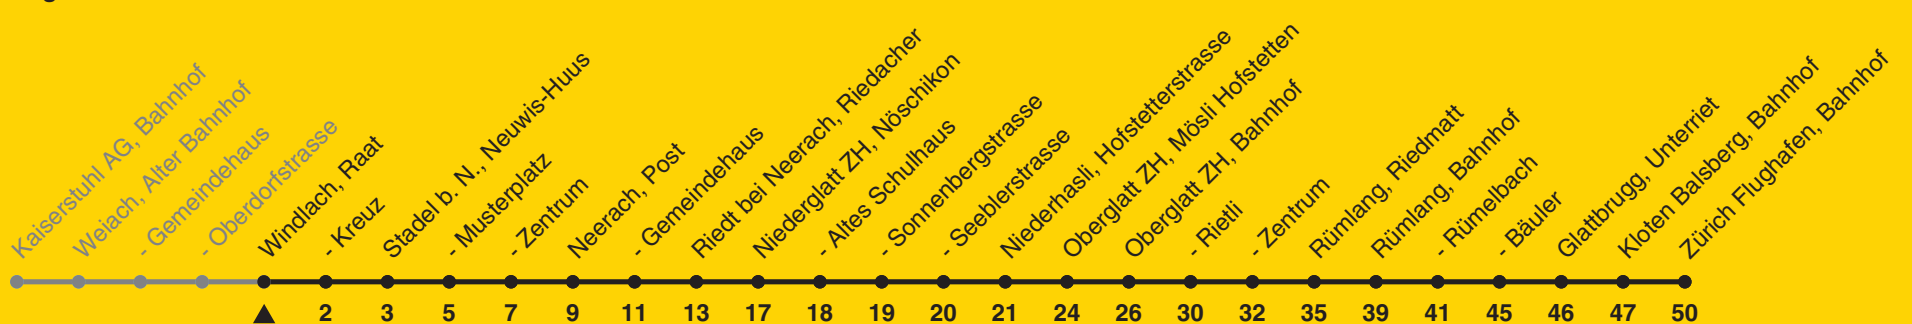 Kaiserstuhl AG, Bahnhof
Weiach, Alter Bahnhof
- Gemeindehaus
- Oberdorfstrasse
Windlach, Raat
- Kreuz
Stadel b. N., Neuwis-Huus
- Musterplatz
- Zentrum
Neerach, Post
- Gemeindehaus
Riedt bei Neerach, Riedacher
Niederglatt ZH, Nöschikon
- Altes Schulhaus
- Sonnenbergstrasse
- Seeblerstrasse
Niederhasli, Hofstetterstrasse
Oberglatt ZH, Mösli Hofstetten
Oberglatt ZH, Bahnhof
- Rietli
- Zentrum
Rümlang, Riedmatt
Rümlang, Bahnhof
- Rümelbach
- Bäuler
Glattbrugg, Unterriet
Kloten Balsberg, Bahnhof
Zürich Flughafen, Bahnhof
2 3 5 7 9 11 13 17 18 19 20 21 24 26 30 32 35 39 41 45 46 47 50